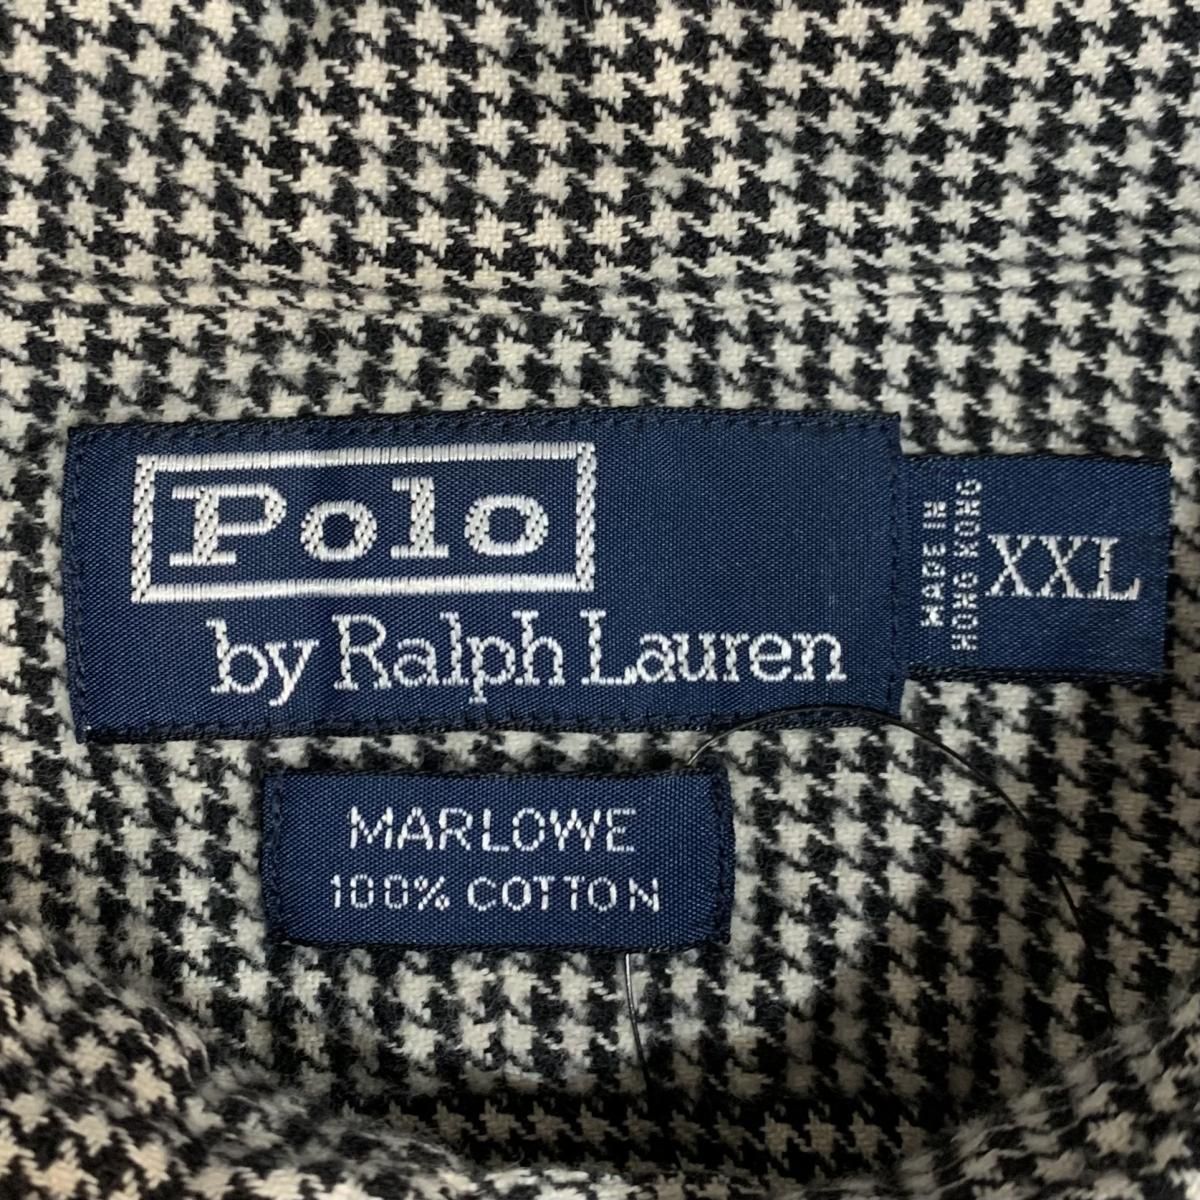 Polo
by Ralph Lauren
MADE IN
HONG KONG
XXL
MARLOWE
100% COTTON